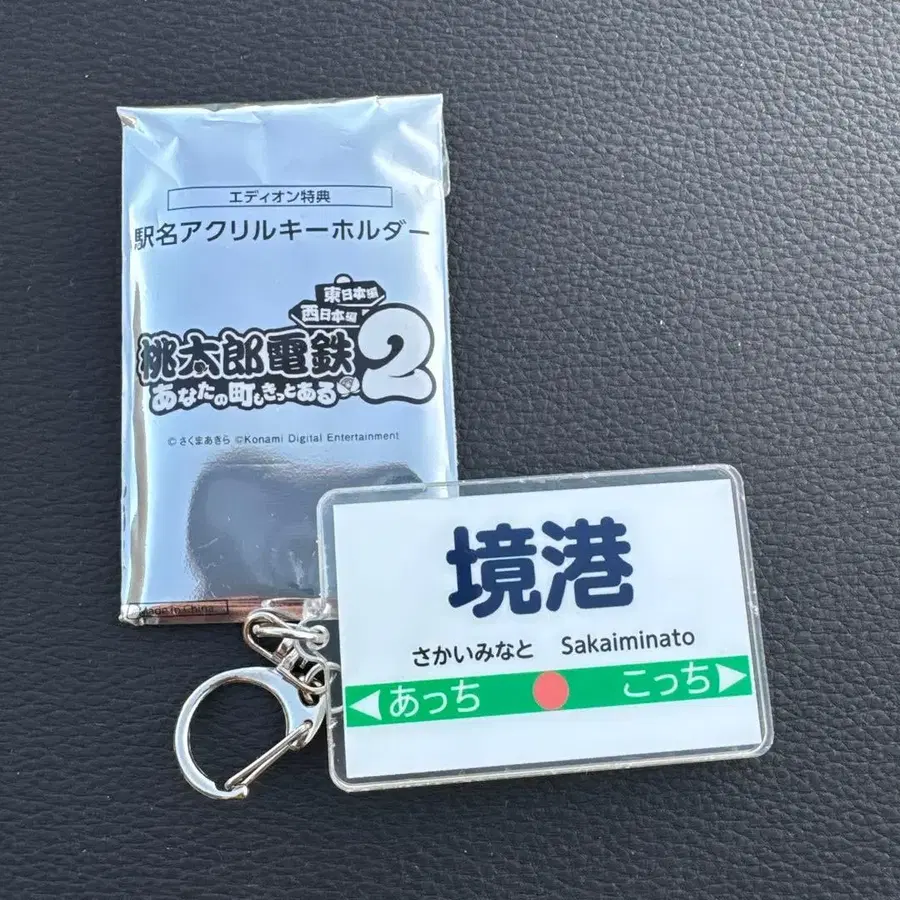 エディオン特典
駅名アクリルキーホルダー
東日本編
西日本編
桃太郎電鉄2
あなたの町もきっとある
©さくまあきら ©Konami Digital Entertainment
Made in China
境港
さかいみなと Sakaiminato
あっち こっち